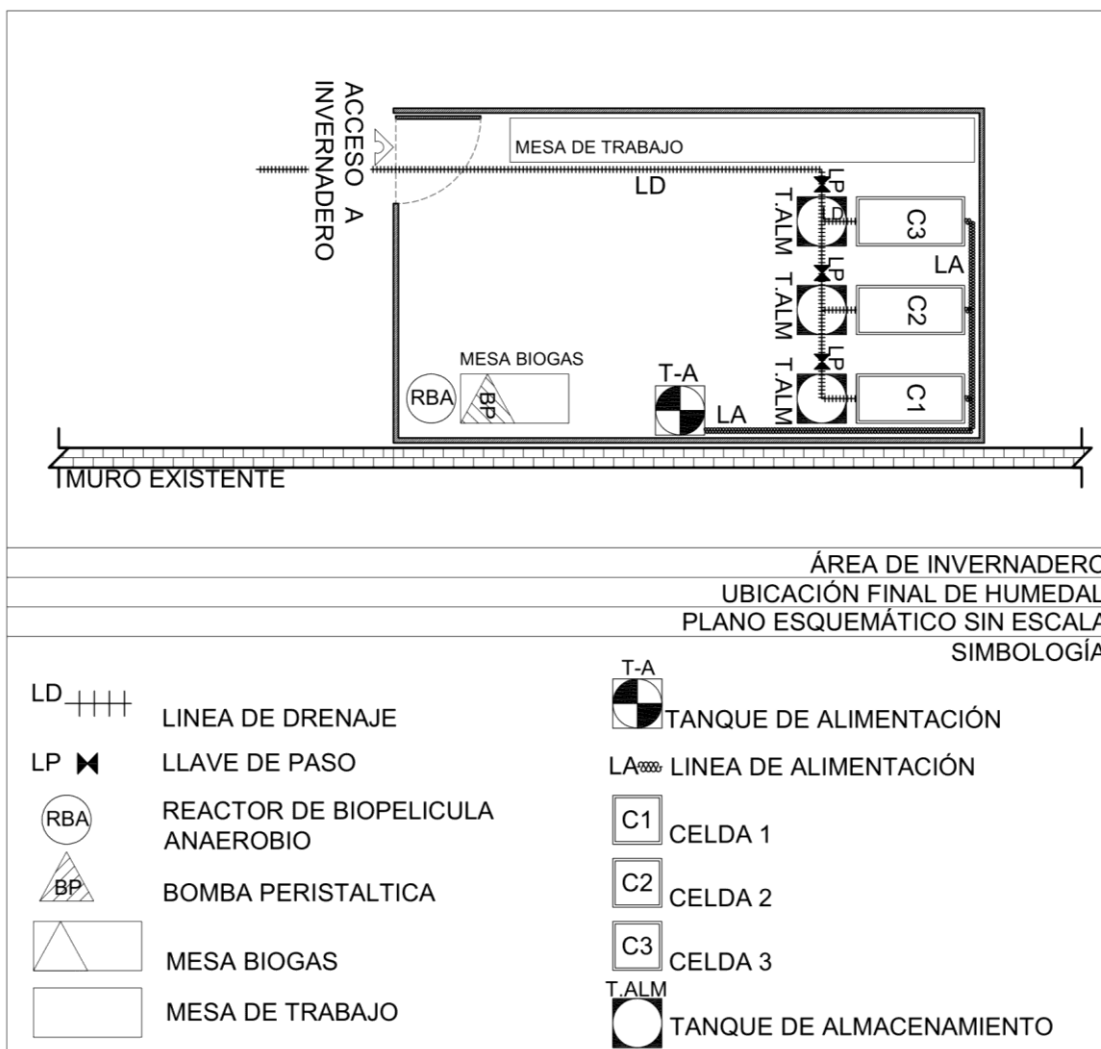 ACCESO A
INVERNADERO
MESA DE TRABAJO
LD
LP
LD
T.ALM
C3
LA
LP
T.ALM
C2
MESA BIOGAS
LP
T-A
T.ALM
C1
RBA
BP
LA
MURO EXISTENTE
ÁREA DE INVERNADERO
UBICACIÓN FINAL DE HUMEDAL
PLANO ESQUEMÁTICO SIN ESCALA
SIMBOLOGÍA
LD
LINEA DE DRENAJE
LP
LLAVE DE PASO
RBA
REACTOR DE BIOPELICULA
ANAEROBIO
BP
BOMBA PERISTALTICA
MESA BIOGAS
MESA DE TRABAJO
T-A
TANQUE DE ALIMENTACIÓN
LA
LINEA DE ALIMENTACIÓN
C1
CELDA 1
C2
CELDA 2
C3
CELDA 3
T.ALM
TANQUE DE ALMACENAMIENTO